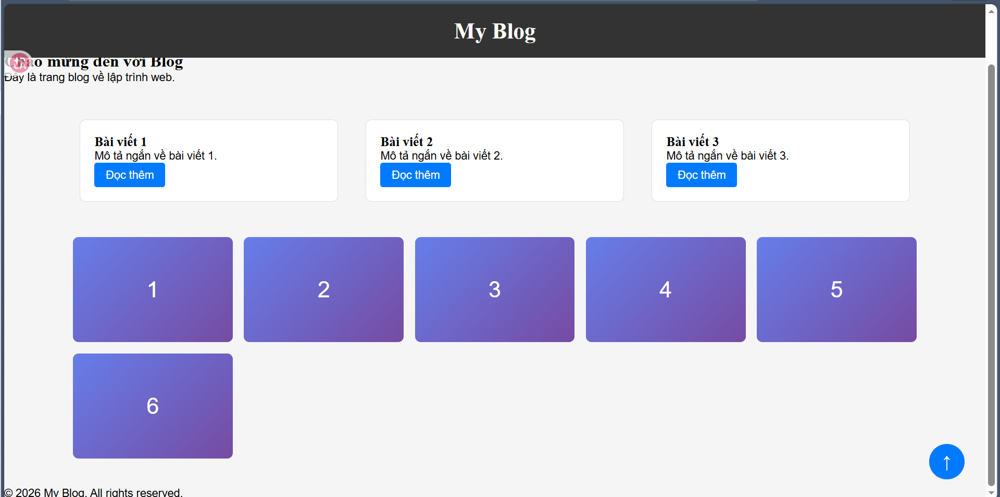 My Blog
Chào mừng đến với Blog
Đây là trang blog về lập trình web.
Bài viết 1
Mô tả ngắn về bài viết 1.
Đọc thêm
Bài viết 2
Mô tả ngắn về bài viết 2.
Đọc thêm
Bài viết 3
Mô tả ngắn về bài viết 3.
Đọc thêm
1
2
3
4
5
6
↑
© 2026 My Blog. All rights reserved.